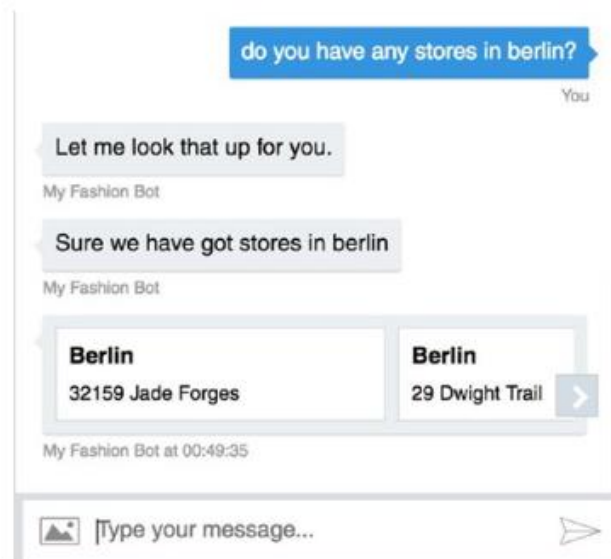 do you have any stores in berlin?
You
Let me look that up for you.
My Fashion Bot
Sure we have got stores in berlin
My Fashion Bot
Berlin
32159 Jade Forges
Berlin
29 Dwight Trail
My Fashion Bot at 00:49:35
Type your message...